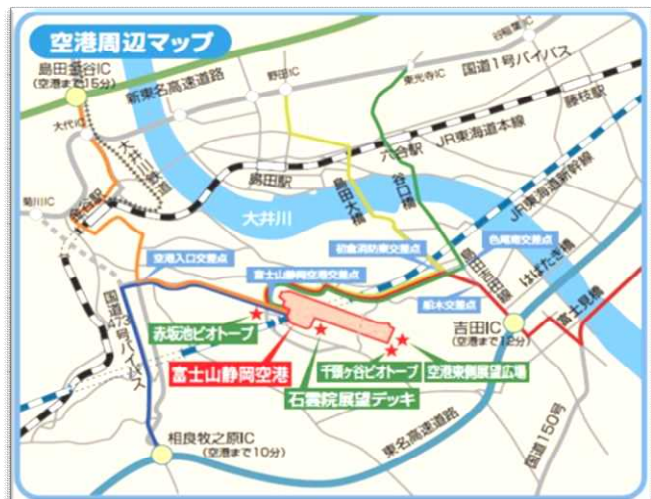 空港周辺マップ
島田金谷IC
(空港まで15分)
新東名高速道路
野田IC
東光寺IC
谷稲葉IC
国道1号バイパス
大代IC
大井川鉄道
島田駅
六合駅
JR東海道本線
藤枝駅
菊川IC
金谷駅
大井川
島田大橋
谷口橋
JR東海道新幹線
空港入口交差点
初倉消防東交差点
色尾南交差点
富士山静岡空港交差点
島田吉田線
はばたき橋
船木交差点
富士見橋
国道473号バイパス
赤坂池ビオトープ
吉田IC
(空港まで12分)
富士山静岡空港
千頭ヶ谷ビオトープ
空港東側展望広場
石雲院展望デッキ
相良牧之原IC
(空港まで10分)
東名高速道路
国道150号